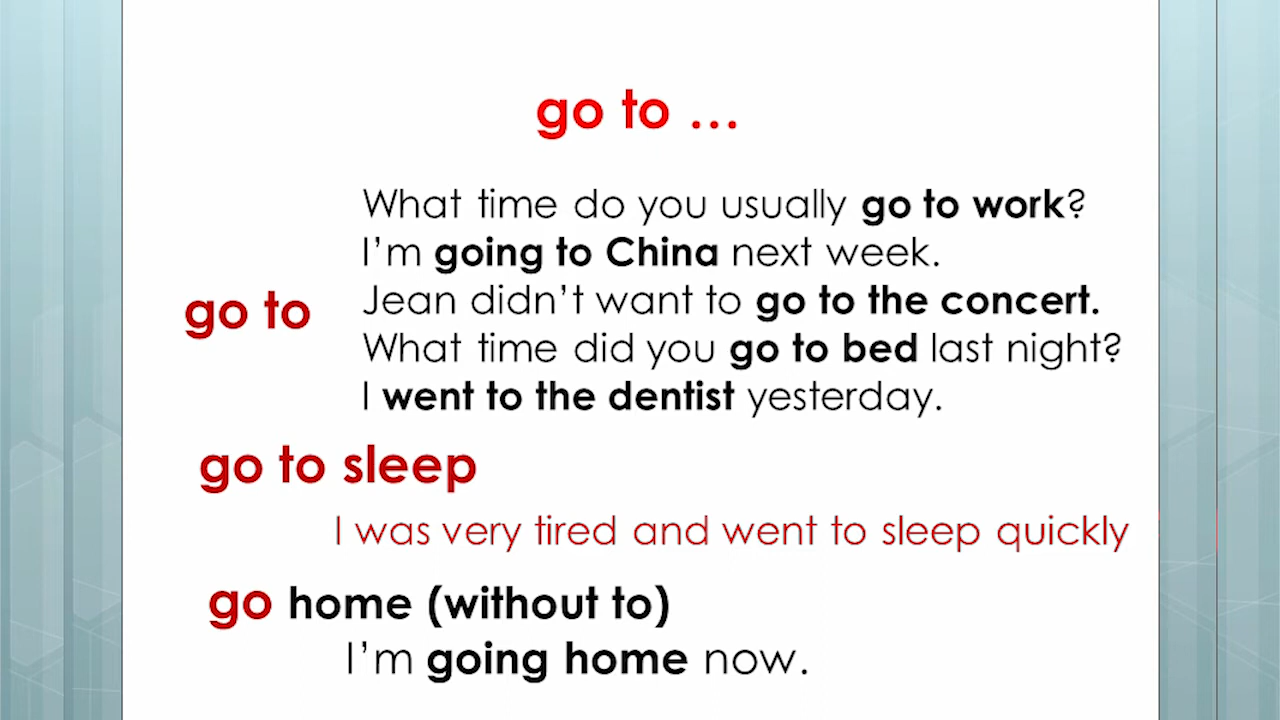 go to ...
What time do you usually go to work?
I'm going to China next week.
go to
Jean didn't want to go to the concert.
What time did you go to bed last night?
I went to the dentist yesterday.
go to sleep
I was very tired and went to sleep quickly
go home (without to)
I'm going home now.